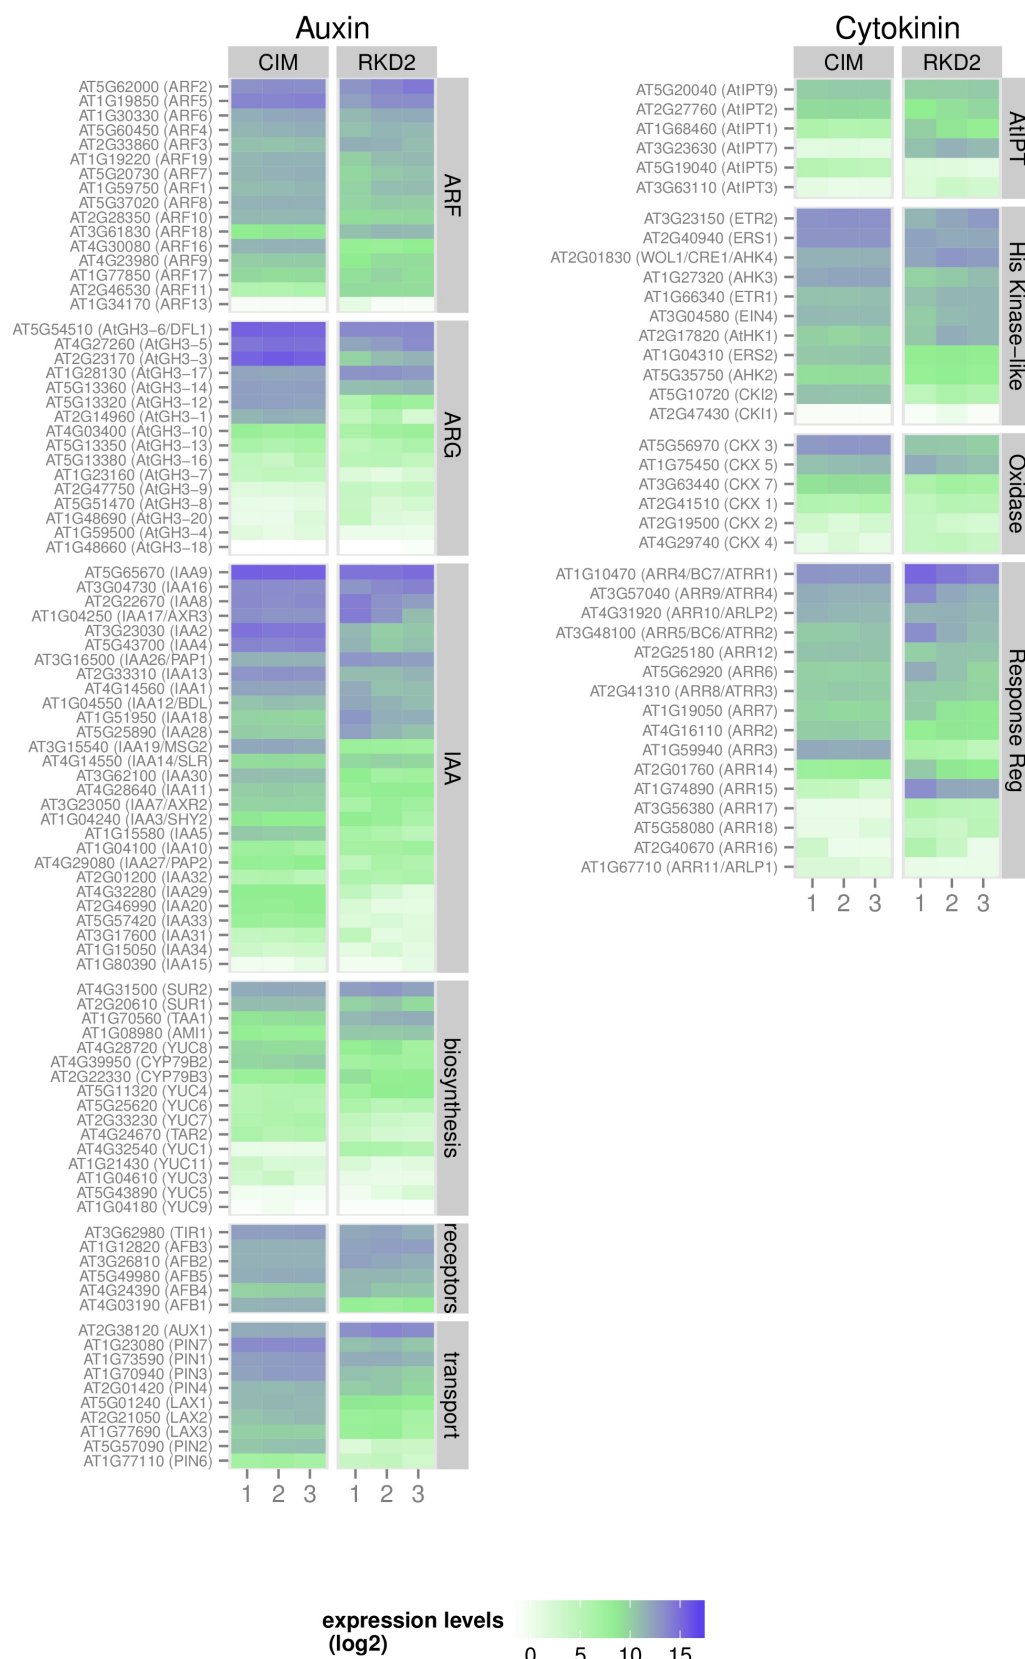 Auxin
CIM RKD2
AT5G62000 (ARF2)
AT1G19850 (ARF5)
AT1G30330 (ARF6)
AT5G60450 (ARF4)
AT2G33860 (ARF3)
AT1G19220 (ARF19)
AT5G20730 (ARF7)
AT1G59750 (ARF1)
AT5G37020 (ARF8)
AT2G28350 (ARF10)
AT3G61830 (ARF18)
AT4G30080 (ARF16)
AT4G23980 (ARF9)
AT1G77850 (ARF17)
AT2G46530 (ARF11)
AT1G34170 (ARF13)
ARF
AT5G54510 (AtGH3−6/DFL1)
AT4G27260 (AtGH3−5)
AT2G23170 (AtGH3−3)
AT1G28130 (AtGH3−17)
AT5G13360 (AtGH3−14)
AT5G13320 (AtGH3−12)
AT2G14960 (AtGH3−1)
AT4G03400 (AtGH3−10)
AT5G13350 (AtGH3−13)
AT5G13380 (AtGH3−16)
AT1G23160 (AtGH3−7)
AT2G47750 (AtGH3−9)
AT5G51470 (AtGH3−8)
AT1G48690 (AtGH3−20)
AT1G59500 (AtGH3−4)
AT1G48660 (AtGH3−18)
ARG
AT5G65670 (IAA9)
AT3G04730 (IAA16)
AT2G22670 (IAA8)
AT1G04250 (IAA17/AXR3)
AT3G23030 (IAA2)
AT5G43700 (IAA4)
AT3G16500 (IAA26/PAP1)
AT2G33310 (IAA13)
AT4G14560 (IAA1)
AT1G04550 (IAA12/BDL)
AT1G51950 (IAA18)
AT5G25890 (IAA28)
AT3G15540 (IAA19/MSG2)
AT4G14550 (IAA14/SLR)
AT3G62100 (IAA30)
AT4G28640 (IAA11)
AT3G23050 (IAA7/AXR2)
AT1G04240 (IAA3/SHY2)
AT1G15580 (IAA5)
AT1G04100 (IAA10)
AT4G29080 (IAA27/PAP2)
AT2G01200 (IAA32)
AT4G32280 (IAA29)
AT2G46990 (IAA20)
AT5G57420 (IAA33)
AT3G17600 (IAA31)
AT1G15050 (IAA34)
AT1G80390 (IAA15)
IAA
AT4G31500 (SUR2)
AT2G20610 (SUR1)
AT1G70560 (TAA1)
AT1G08980 (AMI1)
AT4G28720 (YUC8)
AT4G39950 (CYP79B2)
AT2G22330 (CYP79B3)
AT5G11320 (YUC4)
AT5G25620 (YUC6)
AT2G33230 (YUC7)
AT4G24670 (TAR2)
AT4G32540 (YUC1)
AT1G21430 (YUC11)
AT1G04610 (YUC3)
AT5G43890 (YUC5)
AT1G04180 (YUC9)
biosynthesis
AT3G62980 (TIR1)
AT1G12820 (AFB3)
AT3G26810 (AFB2)
AT5G49980 (AFB5)
AT4G24390 (AFB4)
AT4G03190 (AFB1)
receptors
AT2G38120 (AUX1)
AT1G23080 (PIN7)
AT1G73590 (PIN1)
AT1G70940 (PIN3)
AT2G01420 (PIN4)
AT5G01240 (LAX1)
AT2G21050 (LAX2)
AT1G77690 (LAX3)
AT5G57090 (PIN2)
AT1G77110 (PIN6)
transport
1 2 3 1 2 3
Cytokinin
CIM RKD2
AT5G20040 (AtIPT9)
AT2G27760 (AtIPT2)
AT1G68460 (AtIPT1)
AT3G23630 (AtIPT7)
AT5G19040 (AtIPT5)
AT3G63110 (AtIPT3)
AtIPT
AT3G23150 (ETR2)
AT2G40940 (ERS1)
AT2G01830 (WOL1/CRE1/AHK4)
AT1G27320 (AHK3)
AT1G66340 (ETR1)
AT3G04580 (EIN4)
AT2G17820 (AtHK1)
AT1G04310 (ERS2)
AT5G35750 (AHK2)
AT5G10720 (CKI2)
AT2G47430 (CKI1)
His Kinase−like
AT5G56970 (CKX 3)
AT1G75450 (CKX 5)
AT3G63440 (CKX 7)
AT2G41510 (CKX 1)
AT2G19500 (CKX 2)
AT4G29740 (CKX 4)
Oxidase
AT1G10470 (ARR4/BC7/ATRR1)
AT3G57040 (ARR9/ATRR4)
AT4G31920 (ARR10/ARLP2)
AT3G48100 (ARR5/BC6/ATRR2)
AT2G25180 (ARR12)
AT5G62920 (ARR6)
AT2G41310 (ARR8/ATRR3)
AT1G19050 (ARR7)
AT4G16110 (ARR2)
AT1G59940 (ARR3)
AT2G01760 (ARR14)
AT1G74890 (ARR15)
AT3G56380 (ARR17)
AT5G58080 (ARR18)
AT2G40670 (ARR16)
AT1G67710 (ARR11/ARLP1)
Response Reg
1 2 3 1 2 3
expression levels
(log2)
0 5 10 15